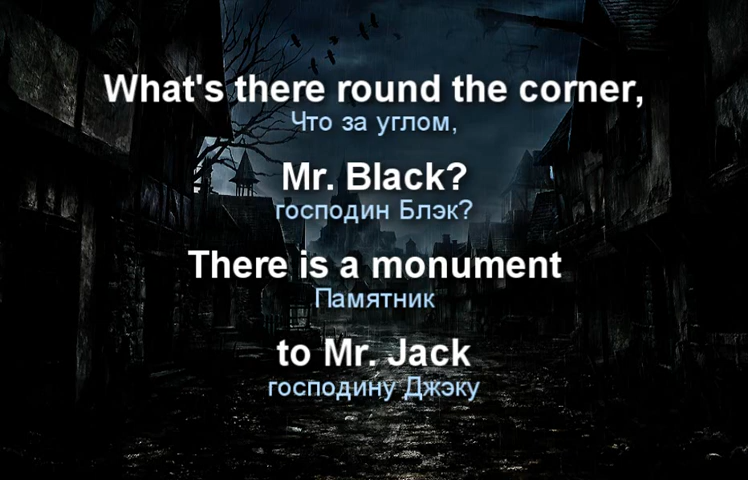 What's there round the corner,
Что за углом,
Mr. Black?
господин Блэк?
There is a monument
Памятник
to Mr. Jack
господину Джэку